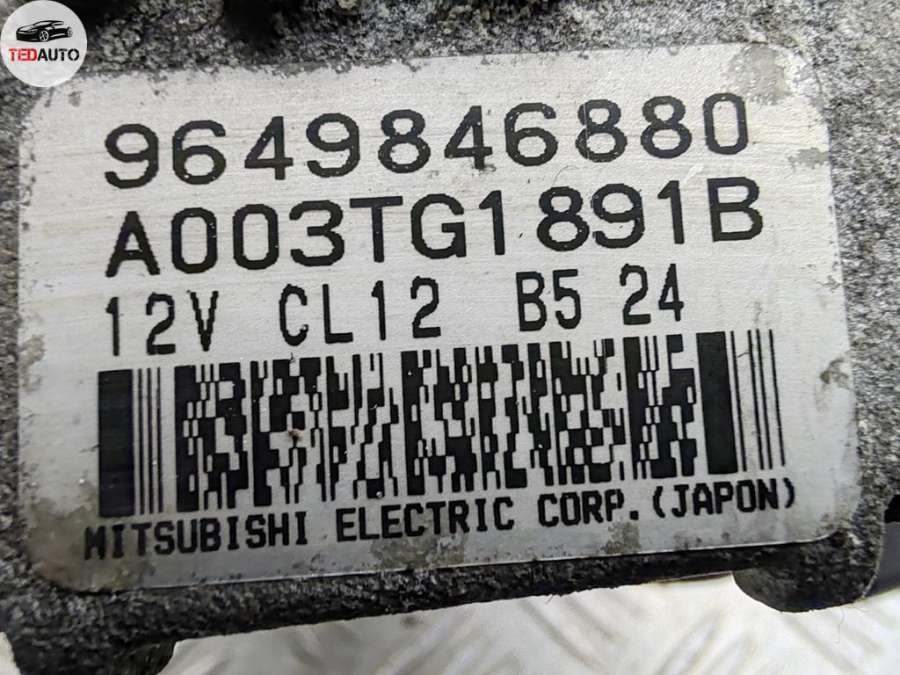 TEDAUTO
9649846880
A003TG1891B
12V CL12 B5 24
MITSUBISHI ELECTRIC CORP.(JAPON)